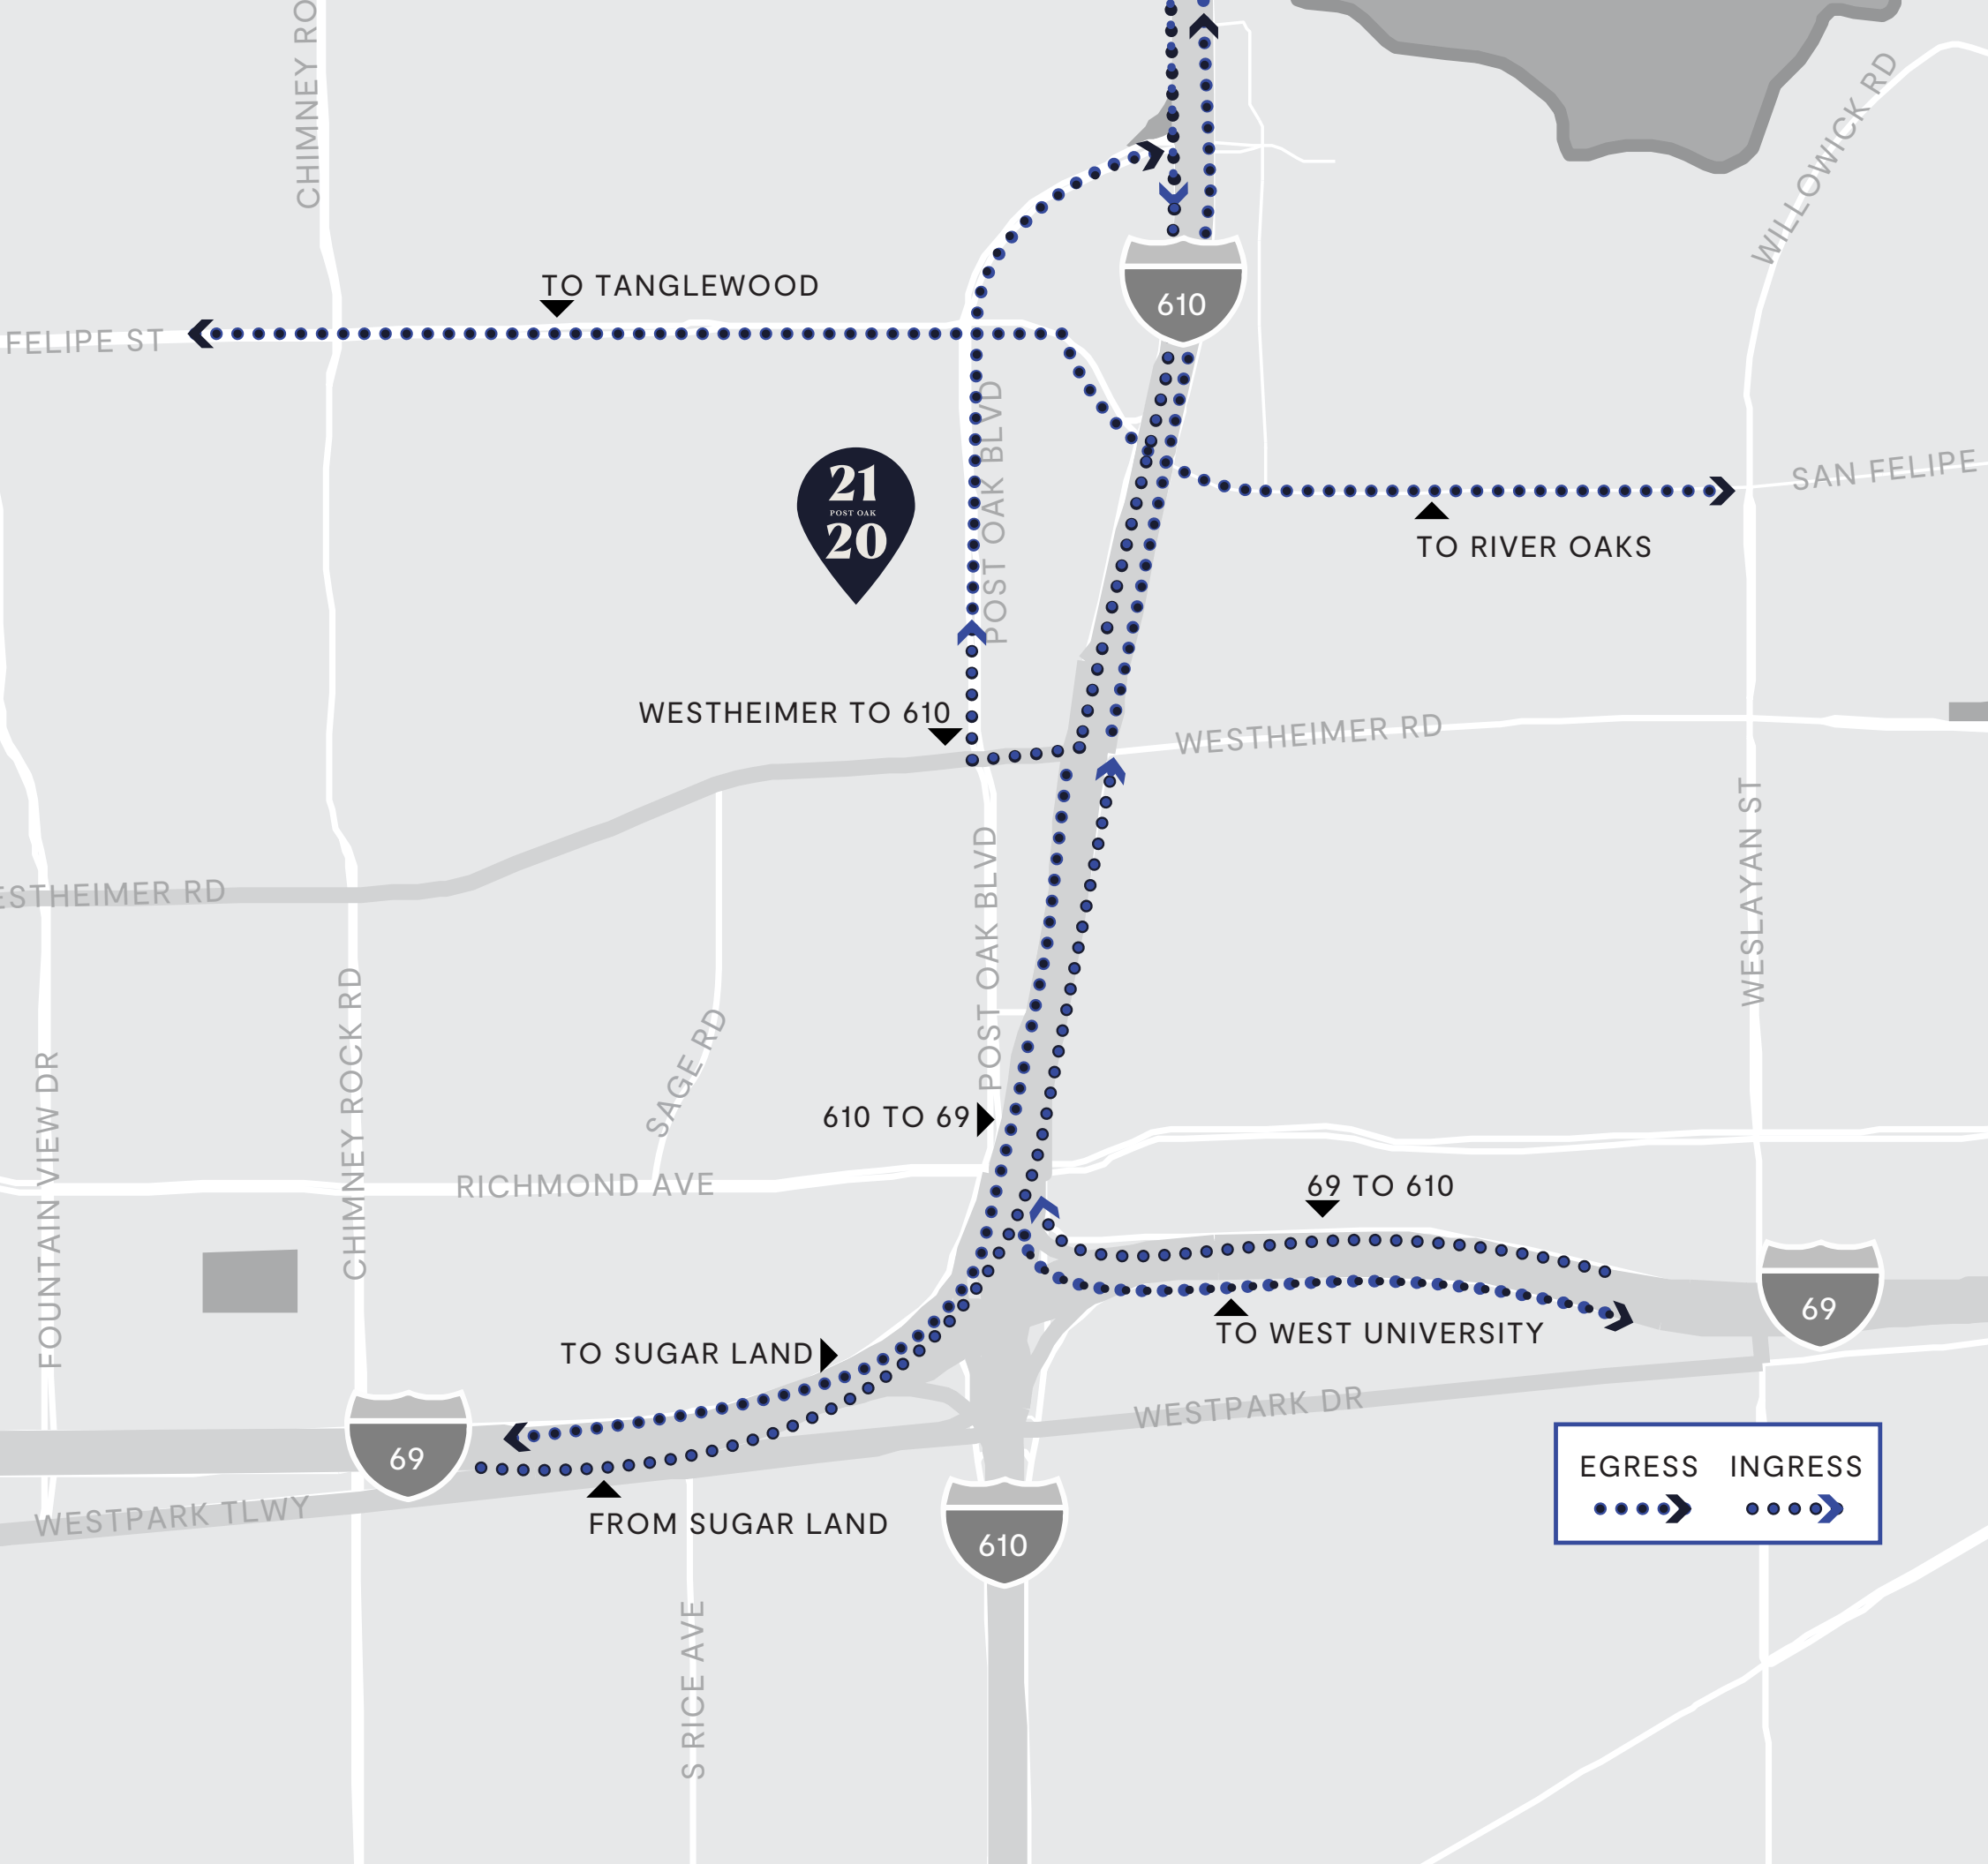 CHIMNEY RO
WILLOWICK RD
TO TANGLEWOOD
610
FELIPE ST
POST OAK BLVD
21
POST OAK
20
SAN FELIPE
TO RIVER OAKS
WESTHEIMER TO 610
WESTHEIMER RD
WESLAYAN ST
ESTHEIMER RD
POST OAK BLVD
CHIMNEY ROCK RD
SAGE RD
FOUNTAIN VIEW DR
610 TO 69
RICHMOND AVE
69 TO 610
69
TO WEST UNIVERSITY
TO SUGAR LAND
WESTPARK DR
69
EGRESS INGRESS
WESTPARK TLWY
FROM SUGAR LAND
610
S RICE AVE